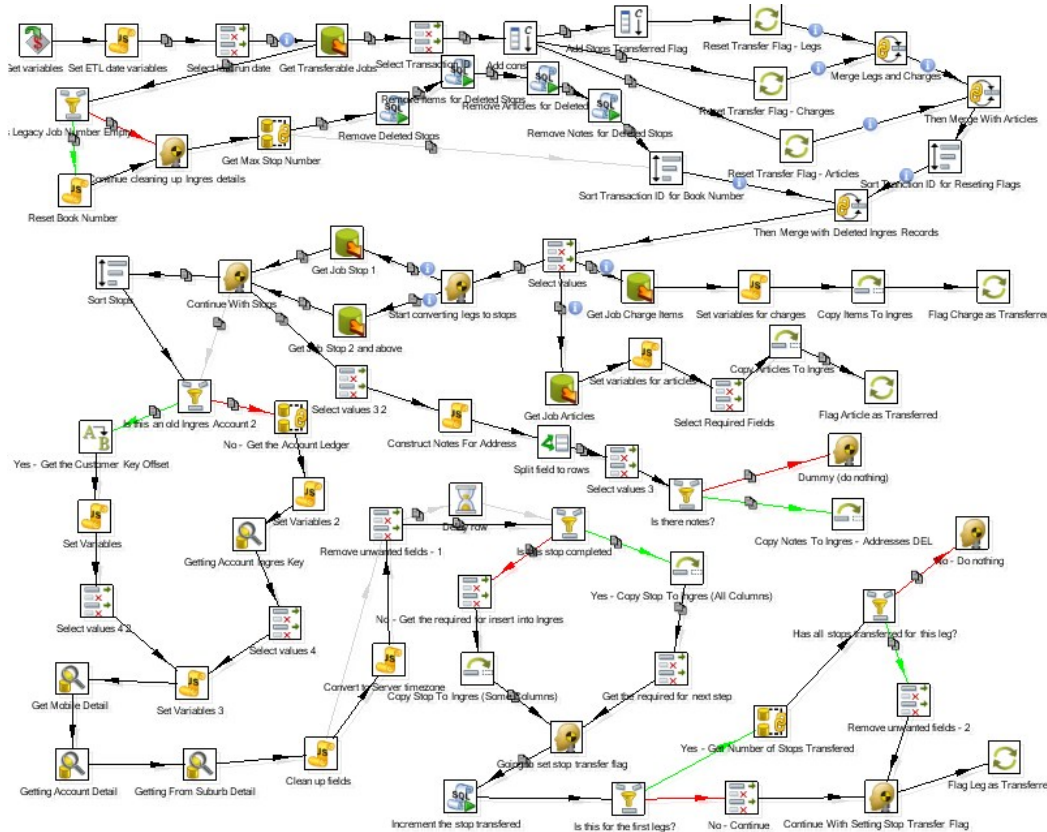 Get variables
Set ETL date variables
Select last run date
Get Transferable Jobs
Select Transaction ID
Add cons
Add Stops Transferred Flag
Reset Transfer Flag - Legs
Merge Legs and Charges
Reset Transfer Flag - Charges
Then Merge With Articles
Remove Items for Deleted Stops
Remove Articles for Deleted
Legacy Job Number Empty
Continue cleaning up Ingres details
Get Max Stop Number
Remove Deleted Stops
Remove Notes for Deleted Stops
Reset Transfer Flag - Articles
Reset Book Number
Sort Transaction ID for Book Number
Sort Tranction ID for Reseting Flags
Then Merge with Deleted Ingres Records
Sort Stops
Continue With Stops
Get Job Stop 1
Start converting legs to stops
Select values
Get Job Charge Items
Set variables for charges
Copy Items To Ingres
Flag Charge as Transferred
Get Job Stop 2 and above
Select values 3 2
Get Job Articles
Set variables for articles
Select Required Fields
Copy Articles To Ingres
Flag Article as Transferred
Is this an old Ingres Account 2
No - Get the Account Ledger
Construct Notes For Address
Yes - Get the Customer Key Offset
Split field to rows
Select values 3
Is there notes?
Dummy (do nothing)
Copy Notes To Ingres - Addresses DEL
Set Variables
Set Variables 2
Getting Account Ingres Key
Remove unwanted fields - 1
Delay row
Is this stop completed
No - Do nothing
Select values 4 2
Select values 4
No - Get the required for insert into Ingres
Yes - Copy Stop To Ingres (All Columns)
Has all stops transferred for this leg?
Get Mobile Detail
Set Variables 3
Convert to Server timezone
Copy Stop To Ingres (Some Columns)
Get the required for next step
Remove unwanted fields - 2
Getting Account Detail
Getting From Suburb Detail
Clean up fields
Going to set stop transfer flag
Yes - Get Number of Stops Transfered
Increment the stop transfered
Is this for the first legs?
No - Continue
Continue With Setting Stop Transfer Flag
Flag Leg as Transferre